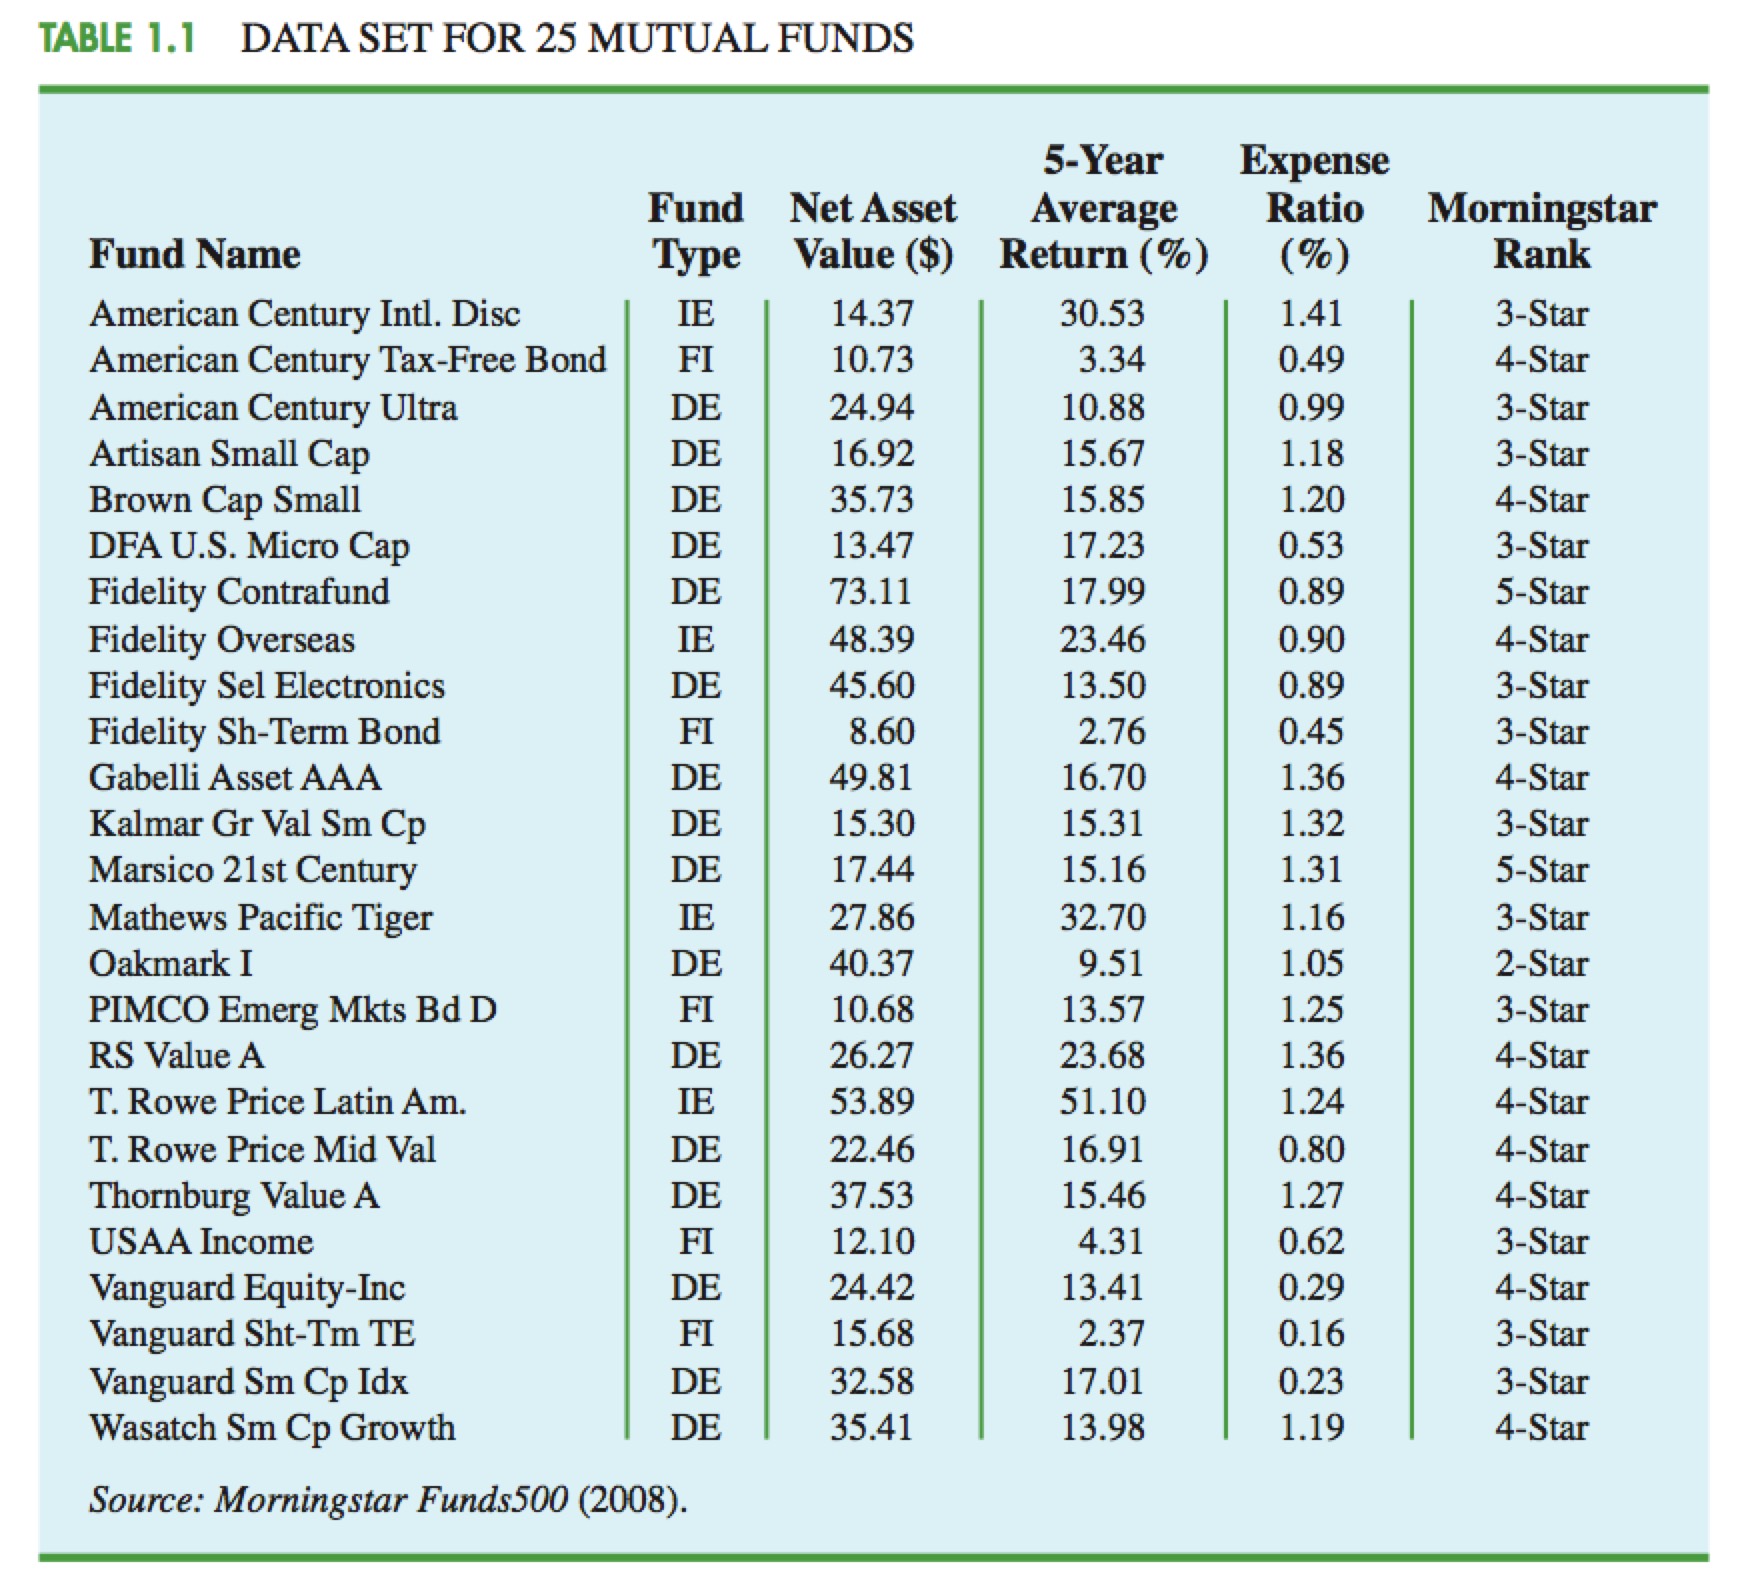 TABLE 1.1 DATA SET FOR 25 MUTUAL FUNDS
5-Year Expense
Fund Net Asset Average Ratio Morningstar
Fund Name Type Value ($) Return (%) (%) Rank
American Century Intl. Disc IE 14.37 30.53 1.41 3-Star
American Century Tax-Free Bond FI 10.73 3.34 0.49 4-Star
American Century Ultra DE 24.94 10.88 0.99 3-Star
Artisan Small Cap DE 16.92 15.67 1.18 3-Star
Brown Cap Small DE 35.73 15.85 1.20 4-Star
DFA U.S. Micro Cap DE 13.47 17.23 0.53 3-Star
Fidelity Contrafund DE 73.11 17.99 0.89 5-Star
Fidelity Overseas IE 48.39 23.46 0.90 4-Star
Fidelity Sel Electronics DE 45.60 13.50 0.89 3-Star
Fidelity Sh-Term Bond FI 8.60 2.76 0.45 3-Star
Gabelli Asset AAA DE 49.81 16.70 1.36 4-Star
Kalmar Gr Val Sm Cp DE 15.30 15.31 1.32 3-Star
Marsico 21st Century DE 17.44 15.16 1.31 5-Star
Mathews Pacific Tiger IE 27.86 32.70 1.16 3-Star
Oakmark I DE 40.37 9.51 1.05 2-Star
PIMCO Emerg Mkts Bd D FI 10.68 13.57 1.25 3-Star
RS Value A DE 26.27 23.68 1.36 4-Star
T. Rowe Price Latin Am. IE 53.89 51.10 1.24 4-Star
T. Rowe Price Mid Val DE 22.46 16.91 0.80 4-Star
Thornburg Value A DE 37.53 15.46 1.27 4-Star
USAA Income FI 12.10 4.31 0.62 3-Star
Vanguard Equity-Inc DE 24.42 13.41 0.29 4-Star
Vanguard Sht-Tm TE FI 15.68 2.37 0.16 3-Star
Vanguard Sm Cp Idx DE 32.58 17.01 0.23 3-Star
Wasatch Sm Cp Growth DE 35.41 13.98 1.19 4-Star
Source: Morningstar Funds500 (2008).